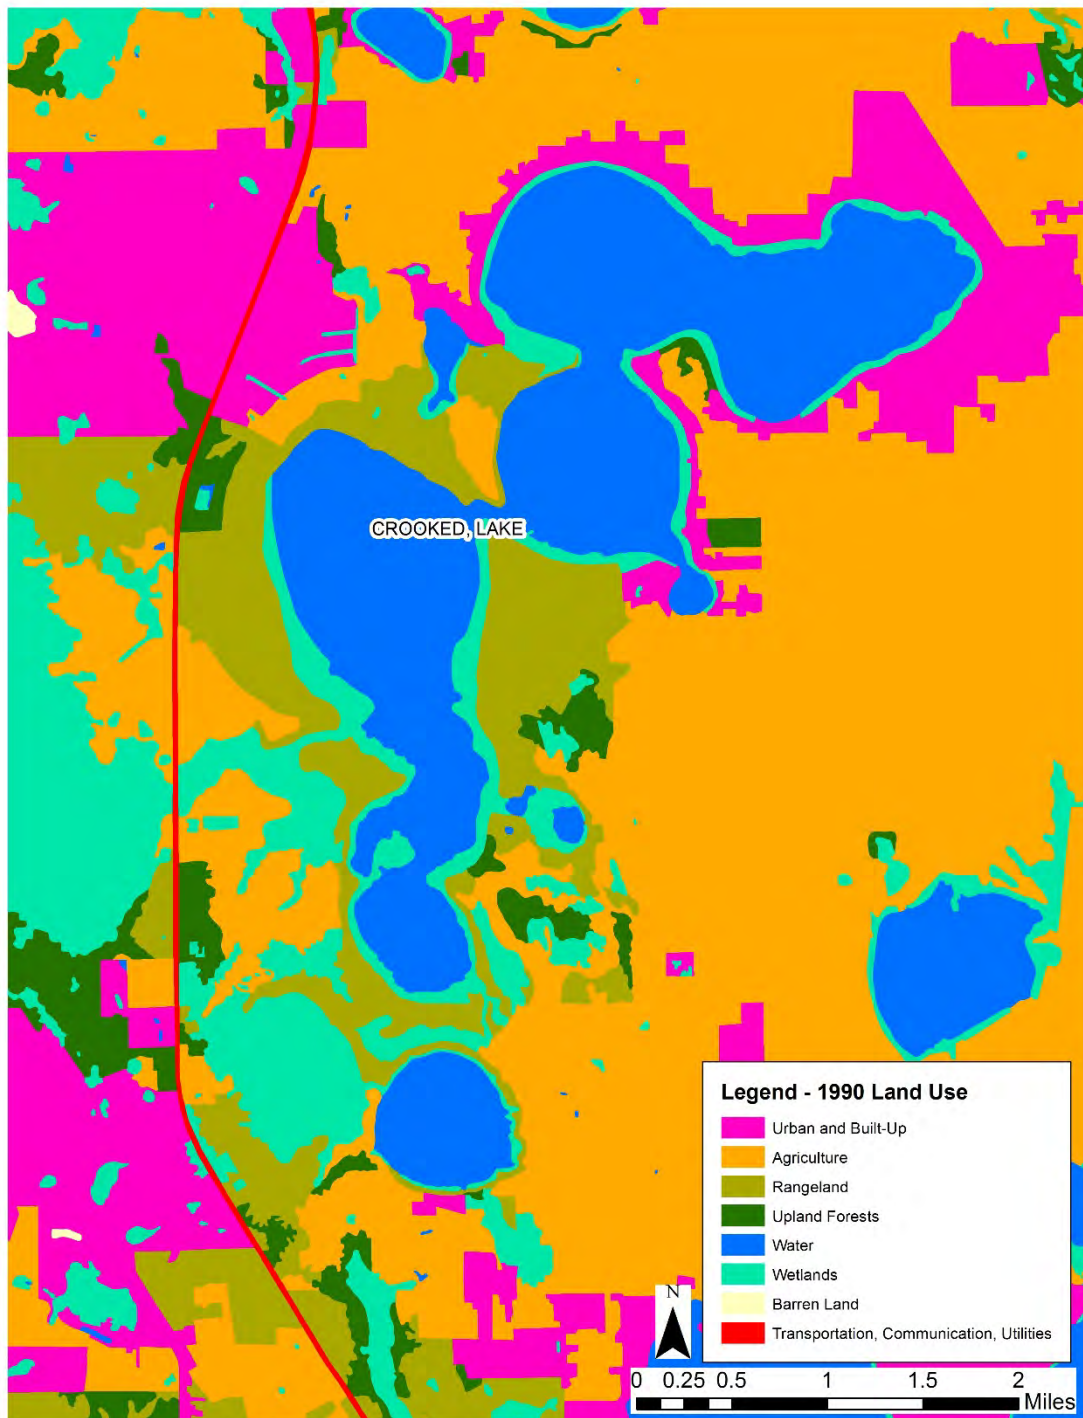 CROOKED, LAKE
Legend - 1990 Land Use
Urban and Built-Up
Agriculture
Rangeland
Upland Forests
Water
Wetlands
Barren Land
Transportation, Communication, Utilities
N
0 0.25 0.5 1 1.5 2
Miles